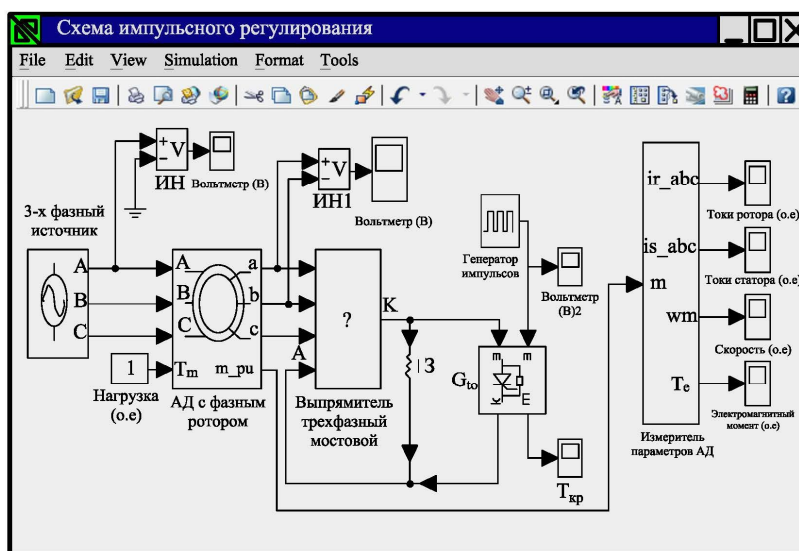 Схема импульсного регулирования
File Edit View Simulation Format Tools
+
–
V
ИН
Вольтметр (В)
+
–
V
ИН1
Вольтметр (В)
3-х фазный
источник
A
B
C
A
B
C
a
b
c
Tm
m_pu
1
Нагрузка
(о.е)
АД с фазным
ротором
?
К
А
Выпрямитель
трехфазный
мостовой
З
Генератор
импульсов
Вольтметр
(В)2
Gto
m
m
E
Ткр
m
ir_abc
is_abc
wm
Te
Измеритель
параметров АД
Токи ротора (о.е)
Токи статора (о.е)
Скорость (о.е)
Электромагнитный
момент (о.е)